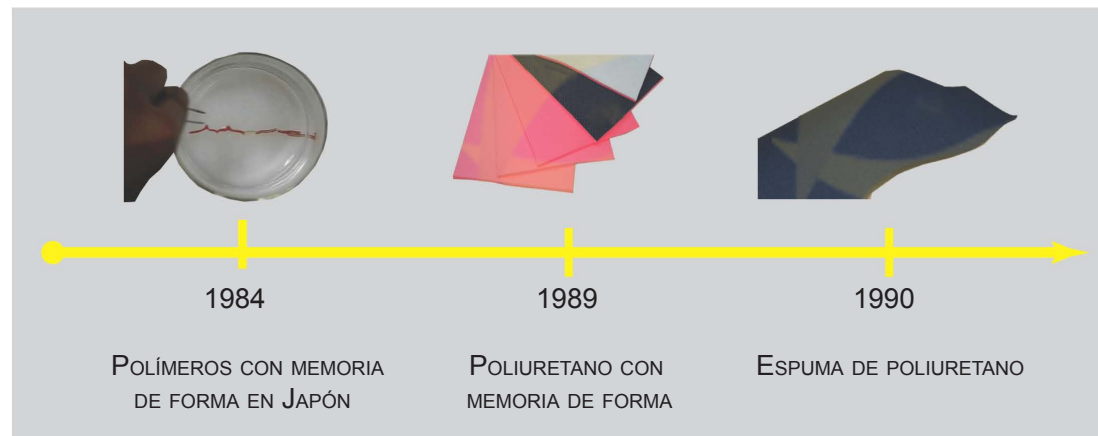 1984
1989
1990
Polímeros con memoria
de forma en Japón
Poliuretano con
memoria de forma
Espuma de poliuretano